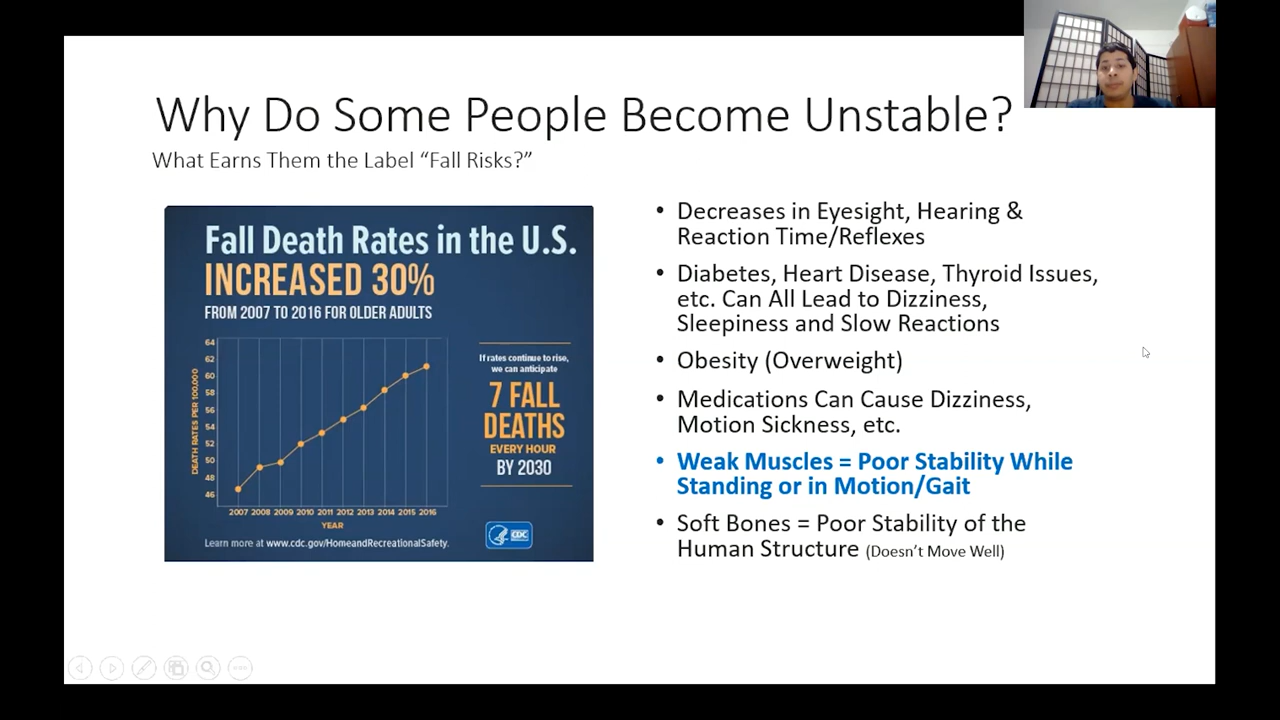 Why Do Some People Become Unstable?
What Earns Them the Label “Fall Risks?”
Fall Death Rates in the U.S.
INCREASED 30%
FROM 2007 TO 2016 FOR OLDER ADULTS
64
62
60
58
56
54
52
50
48
46
DEATH RATES PER 100,000
2007 2008 2009 2010 2011 2012 2013 2014 2015 2016
YEAR
If rates continue to rise,
we can anticipate
7 FALL
DEATHS
EVERY HOUR
BY 2030
Learn more at www.cdc.gov/HomeandRecreationalSafety.
CDC
• Decreases in Eyesight, Hearing &
Reaction Time/Reflexes
• Diabetes, Heart Disease, Thyroid Issues,
etc. Can All Lead to Dizziness,
Sleepiness and Slow Reactions
• Obesity (Overweight)
• Medications Can Cause Dizziness,
Motion Sickness, etc.
• Weak Muscles = Poor Stability While
Standing or in Motion/Gait
• Soft Bones = Poor Stability of the
Human Structure (Doesn’t Move Well)